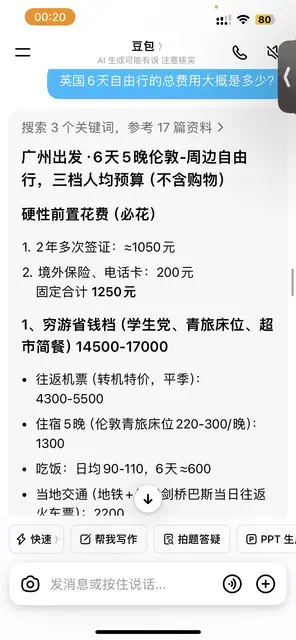 00:20
80
豆包
AI 生成可能有误 注意核实
英国6天自由行的总费用大概是多少?
搜索 3 个关键词，参考 17 篇资料
广州出发 · 6天5晚伦敦-周边自由
行，三档人均预算（不含购物）
硬性前置花费（必花）
1. 2年多次签证：≈1050元
2. 境外保险、电话卡：200元
固定合计 1250元
1、穷游省钱档（学生党、青旅床位、超
市简餐）14500-17000
• 往返机票（转机特价，平季）：
4300-5500
• 住宿5晚（伦敦青旅床位220-300/晚）：
1300
• 吃饭：日均90-110，6天≈600
• 当地交通（地铁+剑桥巴斯当日往返
火车票）：2200
快速
帮我写作
拍题答疑
PPT 生
发消息或按住说话...